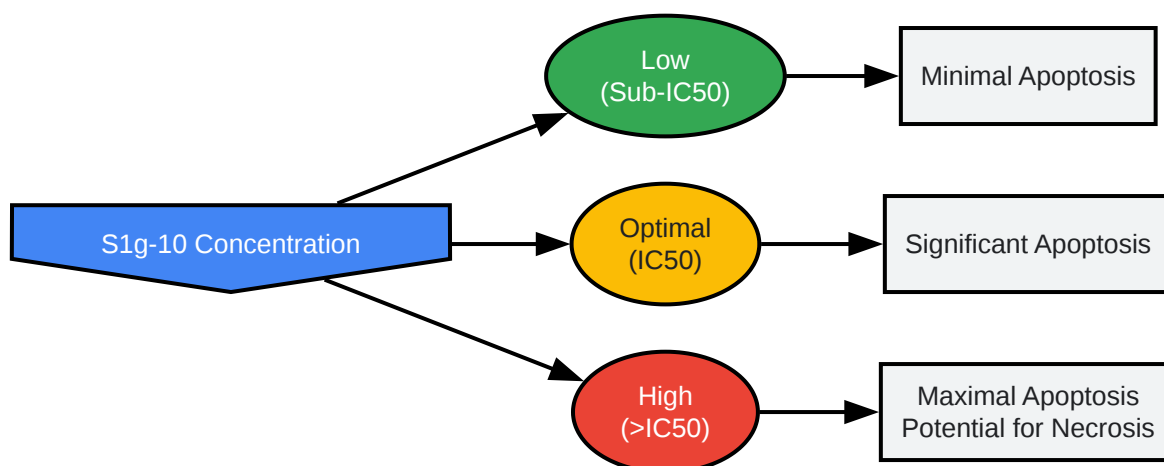 Low
(Sub-IC50)
Minimal Apoptosis
S1g-10 Concentration
Optimal
(IC50)
Significant Apoptosis
High
(>IC50)
Maximal Apoptosis
Potential for Necrosis